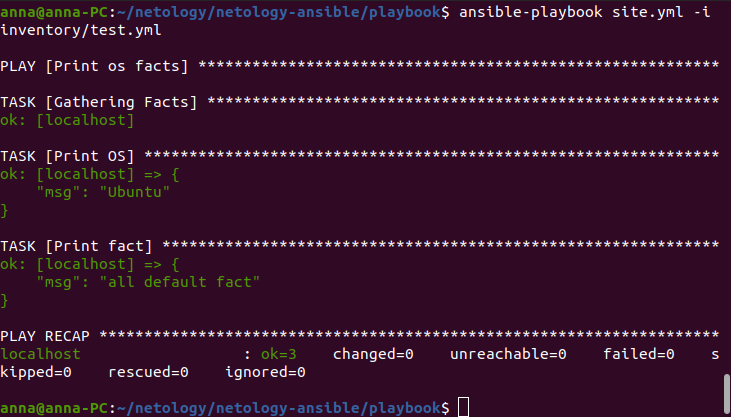 anna@anna-PC:~/netology/netology-ansible/playbook$ ansible-playbook site.yml -i
inventory/test.yml
PLAY [Print os facts] **********************************************************
TASK [Gathering Facts] *********************************************************
ok: [localhost]
TASK [Print OS] ****************************************************************
ok: [localhost] => {
    "msg": "Ubuntu"
}
TASK [Print fact] **************************************************************
ok: [localhost] => {
    "msg": "all default fact"
}
PLAY RECAP *********************************************************************
localhost                  : ok=3    changed=0    unreachable=0    failed=0    s
kipped=0    rescued=0    ignored=0
anna@anna-PC:~/netology/netology-ansible/playbook$